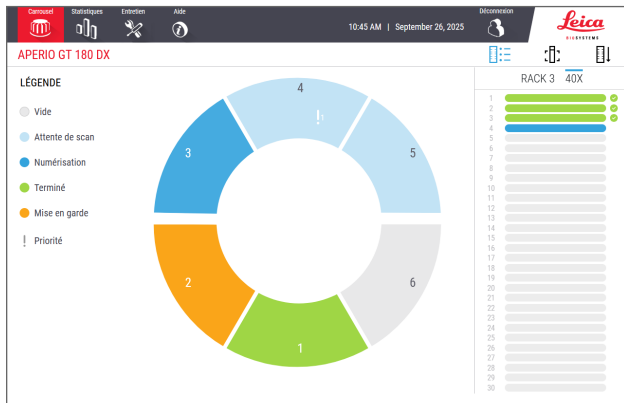 Carrousel
Statistiques
Entretien
Aide
10:45 AM | September 26, 2025
Déconnexion
Leica
BIOSYSTEMS
APERIO GT 180 DX
LÉGENDE
Vide
Attente de scan
Numérisation
Terminé
Mise en garde
! Priorité
4
!1
3
5
2
6
1
RACK 3 40X
1
2
3
4
5
6
7
8
9
10
11
12
13
14
15
16
17
18
19
20
21
22
23
24
25
26
27
28
29
30